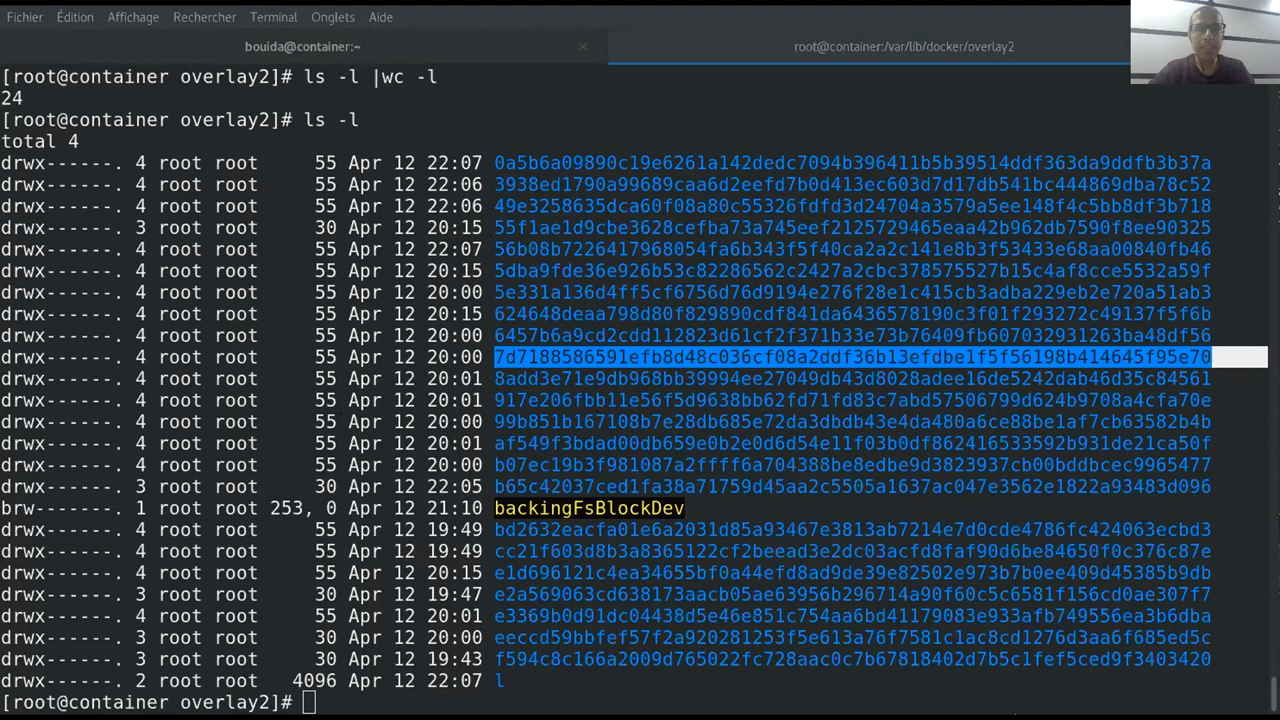 Fichier Édition Affichage Rechercher Terminal Onglets Aide
bouida@container:~ × root@container:/var/lib/docker/overlay2
[root@container overlay2]# ls -l |wc -l
24
[root@container overlay2]# ls -l
total 4
drwx------. 4 root root 55 Apr 12 22:07 0a5b6a09890c19e6261a142dedc7094b396411b5b39514ddf363da9ddfb3b37a
drwx------. 4 root root 55 Apr 12 22:06 3938ed1790a99689caa6d2eefd7b0d413ec603d7d17db541bc444869dba78c52
drwx------. 4 root root 55 Apr 12 22:06 49e3258635dca60f08a80c55326fdfd3d24704a3579a5ee148f4c5bb8df3b718
drwx------. 3 root root 30 Apr 12 20:15 55f1ae1d9cbe3628cefba73a745eef2125729465eaa42b962db7590f8ee90325
drwx------. 4 root root 55 Apr 12 22:07 56b08b7226417968054fa6b343f5f40ca2a2c141e8b3f53433e68aa00840fb46
drwx------. 4 root root 55 Apr 12 20:15 5dba9fde36e926b53c82286562c2427a2cbc378575527b15c4af8cce5532a59f
drwx------. 4 root root 55 Apr 12 20:00 5e331a136d4ff5cf6756d76d9194e276f28e1c415cb3adba229eb2e720a51ab3
drwx------. 4 root root 55 Apr 12 20:15 624648deaa798d80f829890cdf841da6436578190c3f01f293272c49137f5f6b
drwx------. 4 root root 55 Apr 12 20:00 6457b6a9cd2cdd112823d61cf2f371b33e73b76409fb607032931263ba48df56
drwx------. 4 root root 55 Apr 12 20:00 7d7188586591efb8d48c036cf08a2ddf36b13efdbe1f5f56198b414645f95e70
drwx------. 4 root root 55 Apr 12 20:01 8add3e71e9db968bb39994ee27049db43d8028adee16de5242dab46d35c84561
drwx------. 4 root root 55 Apr 12 20:01 917e206fbb11e56f5d9638bb62fd71fd83c7abd57506799d624b9708a4cfa70e
drwx------. 4 root root 55 Apr 12 20:00 99b851b167108b7e28db685e72da3dbdb43e4da480a6ce88be1af7cb63582b4b
drwx------. 4 root root 55 Apr 12 20:01 af549f3bdad00db659e0b2e0d6d54e11f03b0df862416533592b931de21ca50f
drwx------. 4 root root 55 Apr 12 20:00 b07ec19b3f981087a2ffff6a704388be8edbe9d3823937cb00bddbcec9965477
drwx------. 3 root root 30 Apr 12 22:05 b65c42037ced1fa38a71759d45aa2c5505a1637ac047e3562e1822a93483d096
brw-------. 1 root root 253, 0 Apr 12 21:10 backingFsBlockDev
drwx------. 4 root root 55 Apr 12 19:49 bd2632eacfa01e6a2031d85a93467e3813ab7214e7d0cde4786fc424063ecbd3
drwx------. 4 root root 55 Apr 12 19:49 cc21f603d8b3a8365122cf2beead3e2dc03acfd8faf90d6be84650f0c376c87e
drwx------. 4 root root 55 Apr 12 20:15 e1d696121c4ea34655bf0a44efd8ad9de39e82502e973b7b0ee409d45385b9db
drwx------. 3 root root 30 Apr 12 19:47 e2a569063cd638173aacb05ae63956b296714a90f60c5c6581f156cd0ae307f7
drwx------. 4 root root 55 Apr 12 20:01 e3369b0d91dc04438d5e46e851c754aa6bd41179083e933afb749556ea3b6dba
drwx------. 3 root root 30 Apr 12 20:00 eeccd59bbfef57f2a920281253f5e613a76f7581c1ac8cd1276d3aa6f685ed5c
drwx------. 3 root root 30 Apr 12 19:43 f594c8c166a2009d765022fc728aac0c7b67818402d7b5c1fef5ced9f3403420
drwx------. 2 root root 4096 Apr 12 22:07 l
[root@container overlay2]#